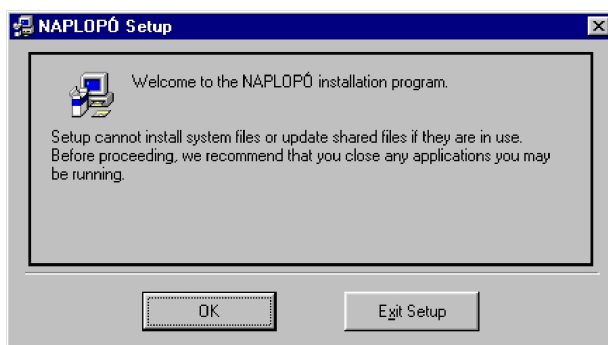 NAPLOPÓ Setup
Welcome to the NAPLOPÓ installation program.
Setup cannot install system files or update shared files if they are in use.
Before proceeding, we recommend that you close any applications you may
be running.
OK
Exit Setup